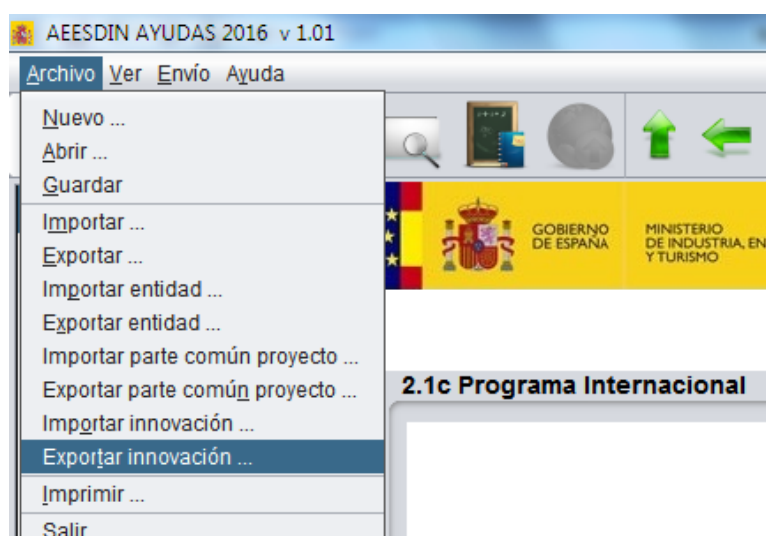 AEESDIN AYUDAS 2016 v 1.01
Archivo Ver Envío Ayuda
Nuevo ...
Abrir ...
Guardar
Importar ...
Exportar ...
Importar entidad ...
Exportar entidad ...
Importar parte común proyecto ...
Exportar parte común proyecto ...
Importar innovación ...
Exportar innovación ...
Imprimir ...
Salir
GOBIERNO
DE ESPAÑA
MINISTERIO
DE INDUSTRIA, EN
Y TURISMO
2.1c Programa Internacional